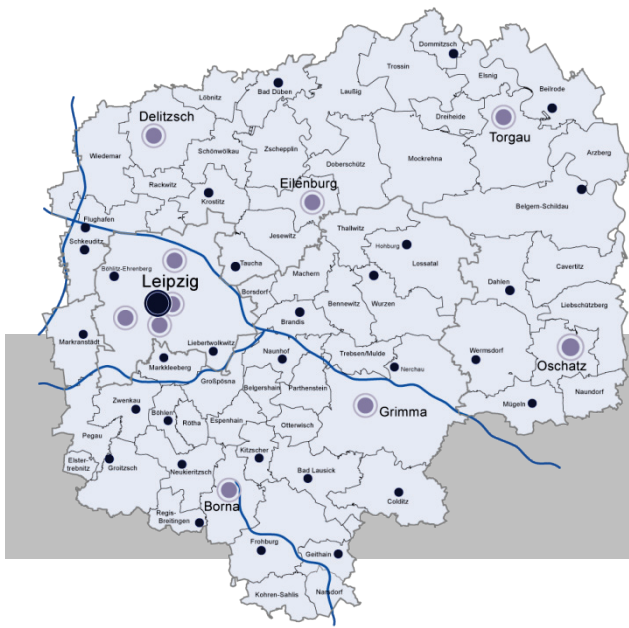 Dommitzsch
Trossin
Elsnig
Bad Düben
Laußig
Beilrode
Löbnitz
Delitzsch
Dreiheide
Torgau
Zschepplin
Schönwölkau
Wiedemar
Doberschütz
Mockrehna
Arzberg
Rackwitz
Eilenburg
Krostitz
Belgern-Schildau
Flughafen
Thallwitz
Jesewitz
Schkeuditz
Hohburg
Lossatal
Taucha
Böhlitz-Ehrenberg
Machern
Cavertitz
Leipzig
Dahlen
Borsdorf
Bennewitz
Wurzen
Liebschützberg
Brandis
Markranstädt
Liebertwolkwitz
Trabsen/Mulde
Wermsdorf
Naunhof
Oschatz
Markkleeberg
Nerchau
Großpösna
Belgershain
Parthenstein
Naundorf
Zwenkau
Mügeln
Böhlen
Grimma
Rötha
Espenhain
Otterwisch
Pegau
Kitzscher
Elster-
trebnitz
Groitzsch
Neukieritzsch
Bad Lausick
Colditz
Borna
Regis-
Breitingen
Frohburg
Geithain
Kohren-Sahlis
Narsdorf